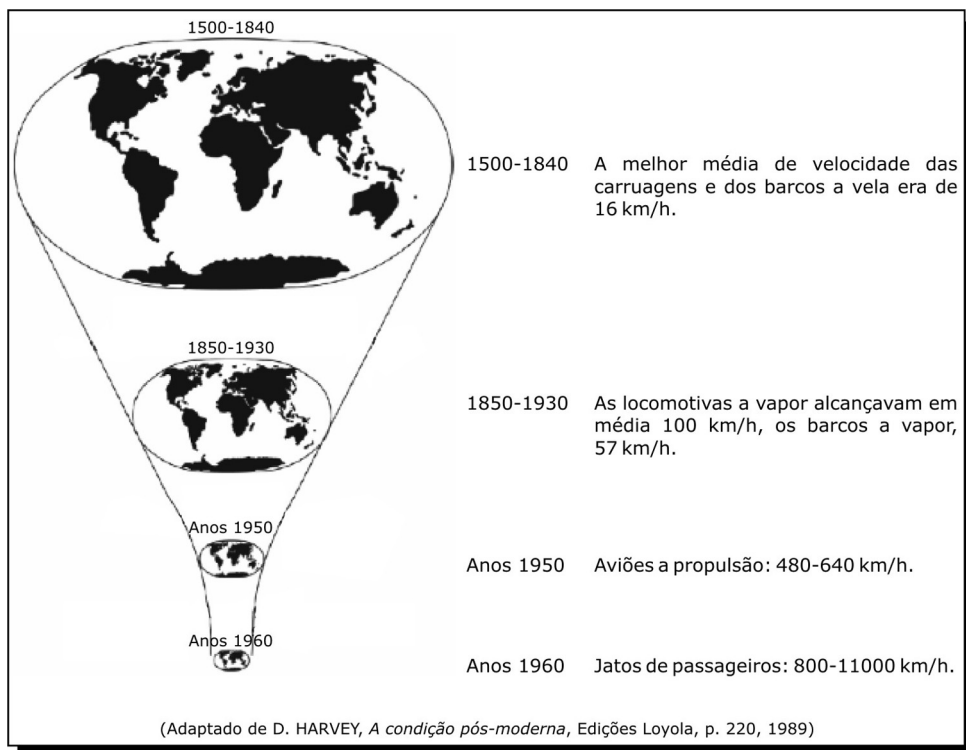 1500-1840
1500-1840 A melhor média de velocidade das
carruagens e dos barcos a vela era de
16 km/h.
1850-1930
1850-1930 As locomotivas a vapor alcançavam em
média 100 km/h, os barcos a vapor,
57 km/h.
Anos 1950
Anos 1950 Aviões a propulsão: 480-640 km/h.
Anos 1960
Anos 1960 Jatos de passageiros: 800-11000 km/h.
(Adaptado de D. HARVEY, A condição pós-moderna, Edições Loyola, p. 220, 1989)